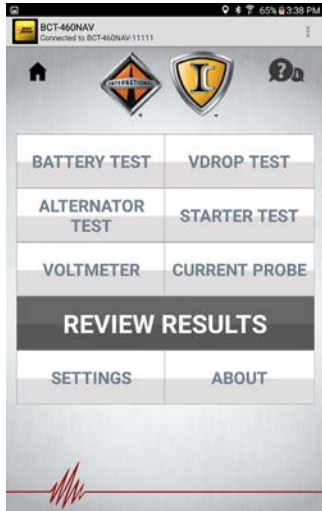 65% 3:38 PM
BCT-460NAV
Connected to BCT-460NAV-11111
INTERNATIONAL
BATTERY TEST
VDROP TEST
ALTERNATOR
TEST
STARTER TEST
VOLTMETER
CURRENT PROBE
REVIEW RESULTS
SETTINGS
ABOUT